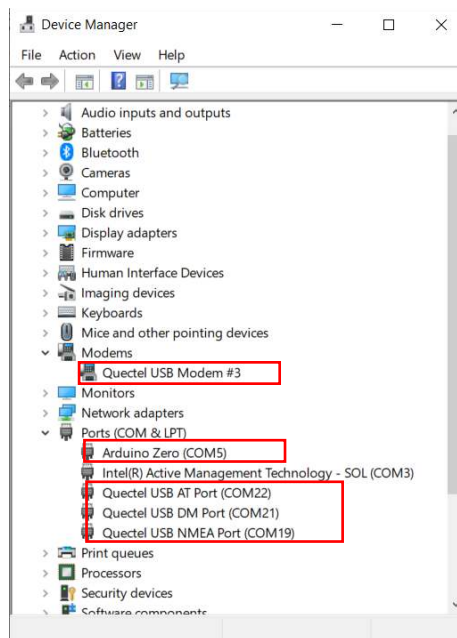 Device Manager
File Action View Help
Audio inputs and outputs
Batteries
Bluetooth
Cameras
Computer
Disk drives
Display adapters
Firmware
Human Interface Devices
Imaging devices
Keyboards
Mice and other pointing devices
Modems
Quectel USB Modem #3
Monitors
Network adapters
Ports (COM & LPT)
Arduino Zero (COM5)
Intel(R) Active Management Technology - SOL (COM3)
Quectel USB AT Port (COM22)
Quectel USB DM Port (COM21)
Quectel USB NMEA Port (COM19)
Print queues
Processors
Security devices
Software components